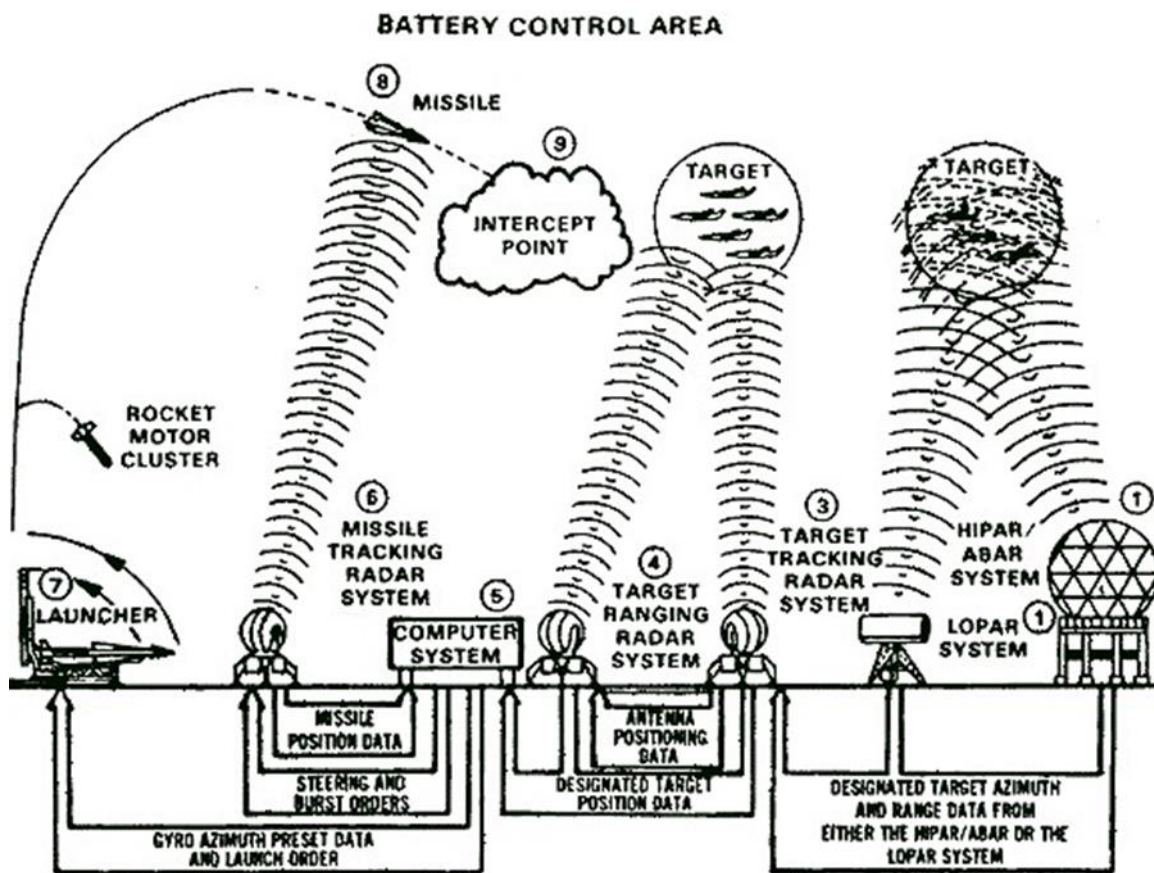 BATTERY CONTROL AREA
8
MISSILE
9
INTERCEPT
POINT
TARGET
TARGET
ROCKET
MOTOR
CLUSTER
6
MISSILE
TRACKING
RADAR
SYSTEM
7
LAUNCHER
5
COMPUTER
SYSTEM
4
TARGET
RANGING
RADAR
SYSTEM
3
TARGET
TRACKING
RADAR
SYSTEM
1
HIPAR
ABAR
SYSTEM
1
LOPAR
SYSTEM
MISSILE
POSITION DATA
STEERING AND
BURST ORDERS
GYRO AZIMUTH PRESET DATA
AND LAUNCH ORDER
ANTENNA
POSITIONING
DATA
DESIGNATED TARGET
POSITION DATA
DESIGNATED TARGET AZIMUTH
AND RANGE DATA FROM
EITHER THE HIPAR/ABAR OR THE
LOPAR SYSTEM